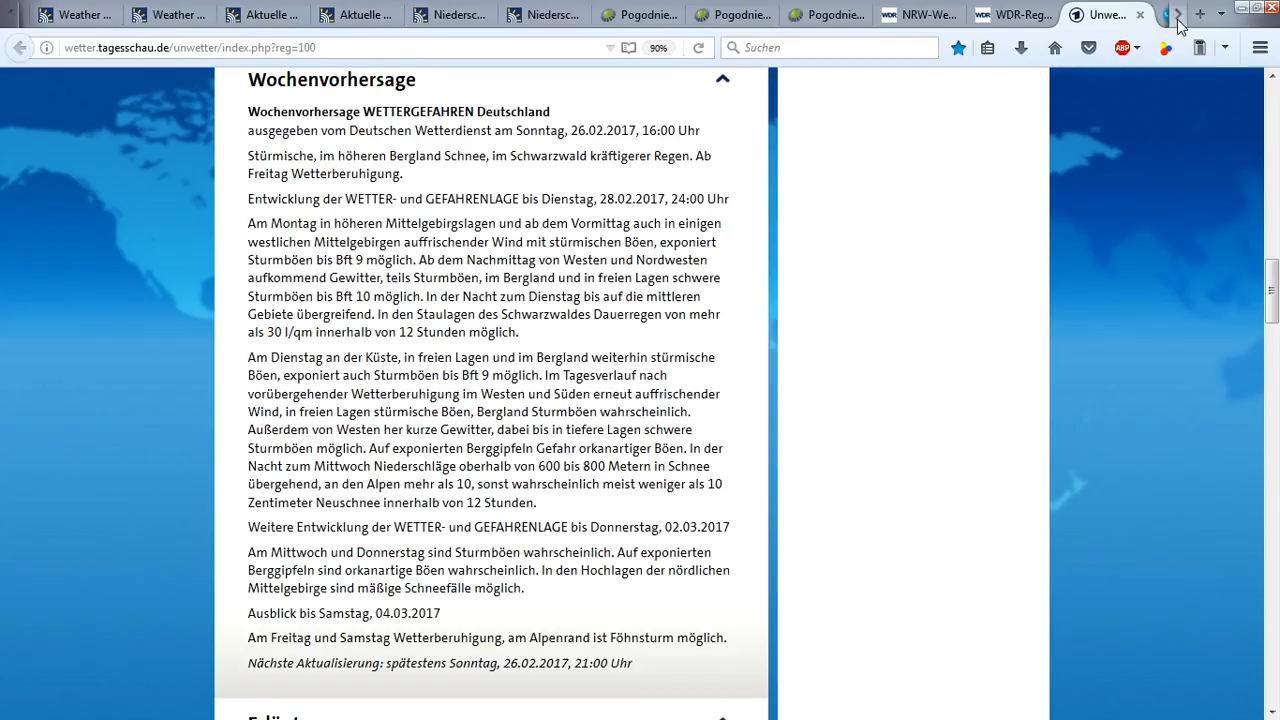 Weather ...
Weather ...
Aktuelle ...
Aktuelle ...
Niedersc...
Niedersc...
Pogodnie...
Pogodnie...
Pogodnie...
WDR NRW-We...
WDR WDR-Reg...
Unwe...
wetter.tagesschau.de/unwetter/index.php?reg=100
90%
Suchen
ABP
Wochenvorhersage
Wochenvorhersage WETTERGEFAHREN Deutschland
ausgegeben vom Deutschen Wetterdienst am Sonntag, 26.02.2017, 16:00 Uhr
Stürmische, im höheren Bergland Schnee, im Schwarzwald kräftigerer Regen. Ab
Freitag Wetterberuhigung.
Entwicklung der WETTER- und GEFAHRENLAGE bis Dienstag, 28.02.2017, 24:00 Uhr
Am Montag in höheren Mittelgebirgslagen und ab dem Vormittag auch in einigen
westlichen Mittelgebirgen auffrischender Wind mit stürmischen Böen, exponiert
Sturmböen bis Bft 9 möglich. Ab dem Nachmittag von Westen und Nordwesten
aufkommend Gewitter, teils Sturmböen, im Bergland und in freien Lagen schwere
Sturmböen bis Bft 10 möglich. In der Nacht zum Dienstag bis auf die mittleren
Gebiete übergreifend. In den Staulagen des Schwarzwaldes Dauerregen von mehr
als 30 l/qm innerhalb von 12 Stunden möglich.
Am Dienstag an der Küste, in freien Lagen und im Bergland weiterhin stürmische
Böen, exponiert auch Sturmböen bis Bft 9 möglich. Im Tagesverlauf nach
vorübergehender Wetterberuhigung im Westen und Süden erneut auffrischender
Wind, in freien Lagen stürmische Böen, Bergland Sturmböen wahrscheinlich.
Außerdem von Westen her kurze Gewitter, dabei bis in tiefere Lagen schwere
Sturmböen möglich. Auf exponierten Berggipfeln Gefahr orkanartiger Böen. In der
Nacht zum Mittwoch Niederschläge oberhalb von 600 bis 800 Metern in Schnee
übergehend, an den Alpen mehr als 10, sonst wahrscheinlich meist weniger als 10
Zentimeter Neuschnee innerhalb von 12 Stunden.
Weitere Entwicklung der WETTER- und GEFAHRENLAGE bis Donnerstag, 02.03.2017
Am Mittwoch und Donnerstag sind Sturmböen wahrscheinlich. Auf exponierten
Berggipfeln sind orkanartige Böen wahrscheinlich. In den Hochlagen der nördlichen
Mittelgebirge sind mäßige Schneefälle möglich.
Ausblick bis Samstag, 04.03.2017
Am Freitag und Samstag Wetterberuhigung, am Alpenrand ist Föhnsturm möglich.
Nächste Aktualisierung: spätestens Sonntag, 26.02.2017, 21:00 Uhr